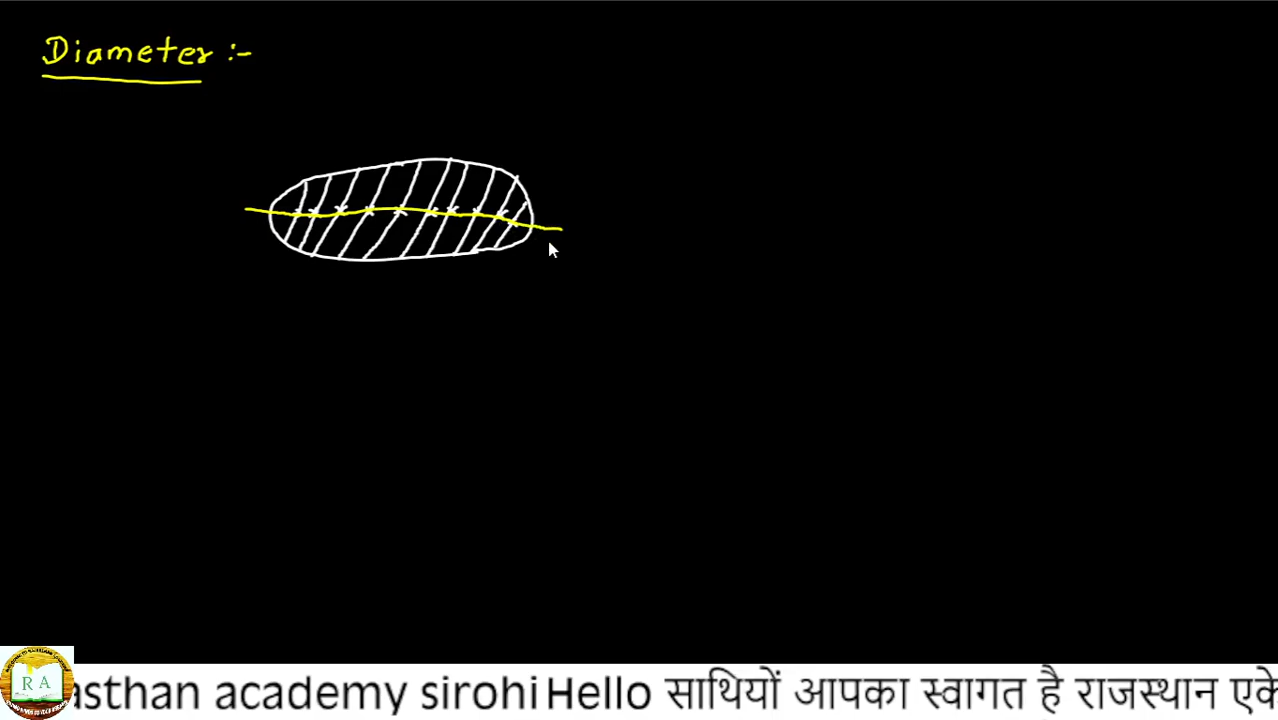 Diameter :-
asthan academy sirohi Hello साथियों आपका स्वागत है राजस्थान एके
R A